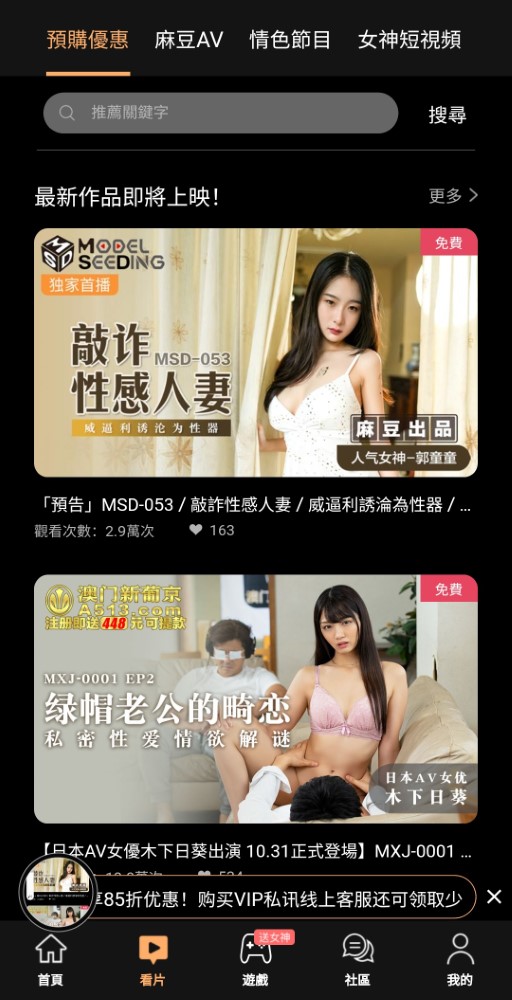 預購優惠 麻豆AV 情色節目 女神短視頻
推薦關鍵字 搜尋
最新作品即將上映！ 更多
MODEL
SEEDING
免費
独家首播
敲诈
MSD-053
性感人妻
威逼利诱沦为性器
麻豆出品
人气女神–郭童童
「預告」MSD-053 / 敲詐性感人妻 / 威逼利誘淪為性器 / ...
觀看次數：2.9萬次 163
澳门新葡京
A513.com
注册即送448元可提款
免費
MXJ-0001 EP2
绿帽老公的畸恋
私密性爱情欲解谜
日本AV女优
木下日葵
【日本AV女優木下日葵出演 10.31正式登場】MXJ-0001 ...
享85折优惠！购买VIP私讯线上客服还可领取少
送女神
首頁 看片 遊戲 社區 我的